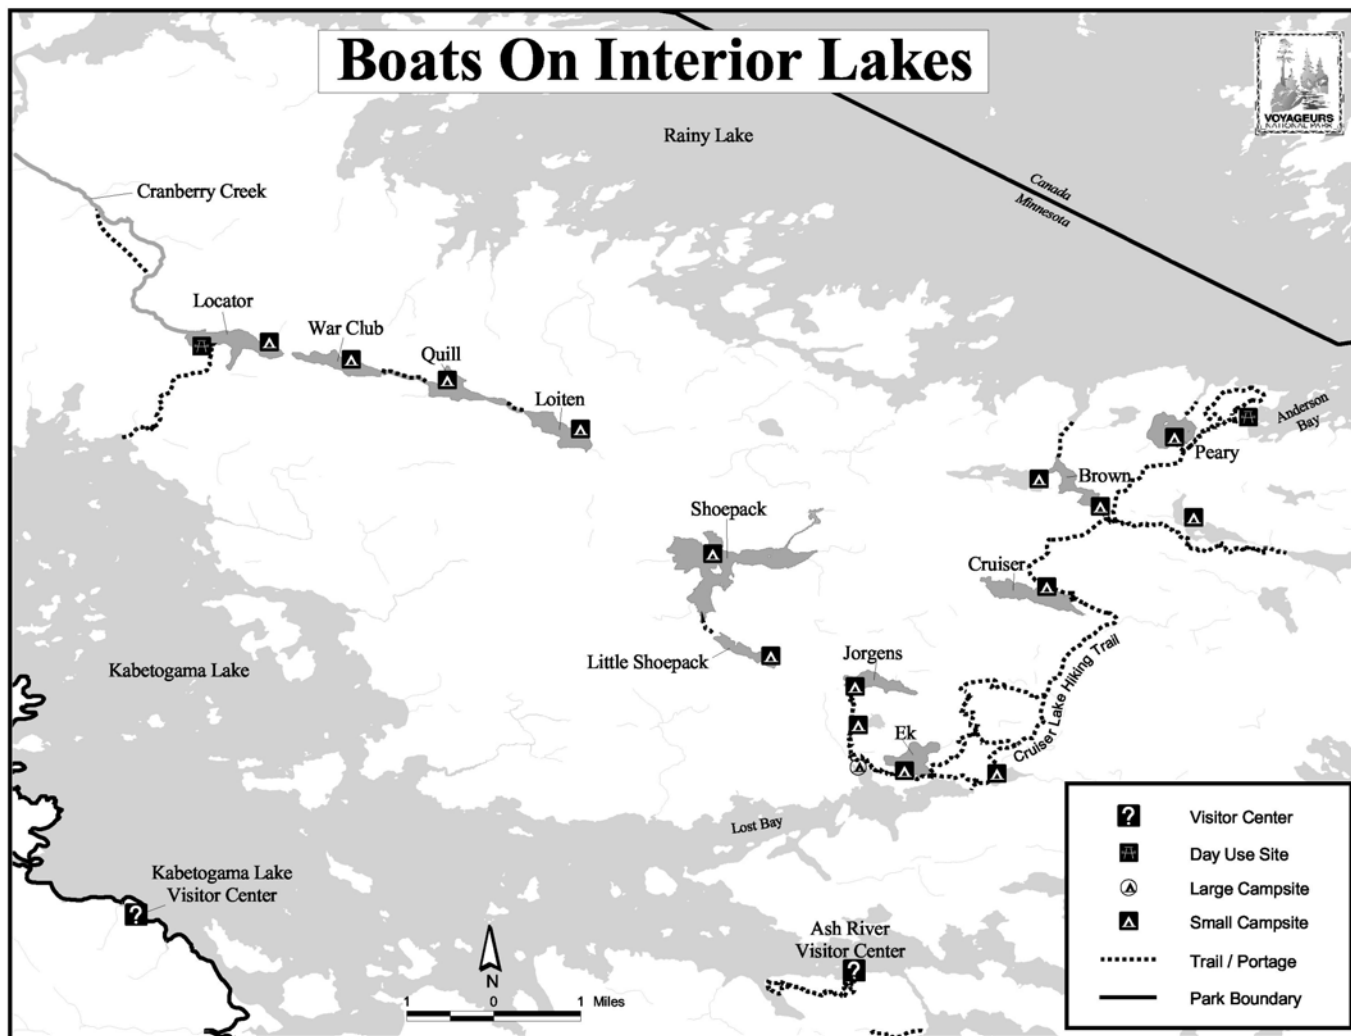 Boats On Interior Lakes
VOYAGEURS
NATIONAL PARK
Rainy Lake
Canada
Minnesota
Cranberry Creek
Locator
War Club
Quill
Loiten
Anderson
Bay
Peary
Brown
Shoepack
Cruiser
Little Shoepack
Jorgens
Cruiser Lake Hiking Trail
Kabetogama Lake
Ek
Lost Bay
Kabetogama Lake
Visitor Center
?
Ash River
Visitor Center
?
N
1 0 1 Miles
? Visitor Center
Day Use Site
Large Campsite
Small Campsite
Trail / Portage
Park Boundary